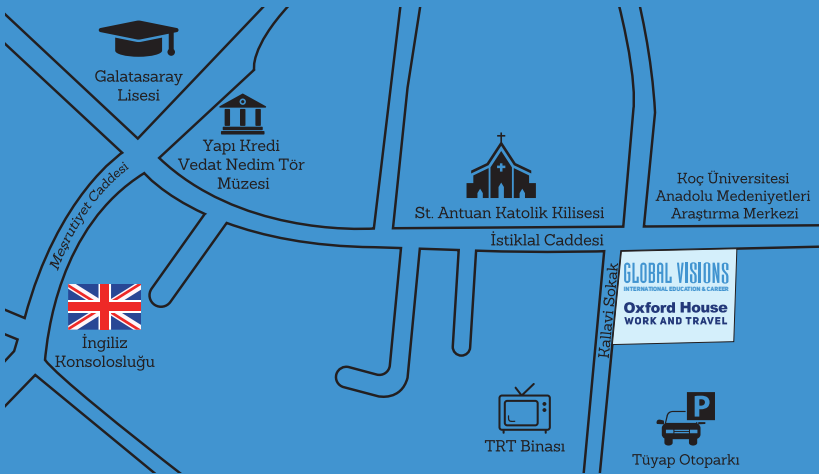 Galatasaray
Lisesi
Yapı Kredi
Vedat Nedim Tör
Müzesi
Meşrutiyet Caddesi
St. Antuan Katolik Kilisesi
Koç Üniversitesi
Anadolu Medeniyetleri
Araştırma Merkezi
İstiklal Caddesi
Kallavi Sokak
GLOBAL VISIONS
INTERNATIONAL EDUCATION & CAREER
Oxford House
WORK AND TRAVEL
İngiliz
Konsolosluğu
TRT Binası
P
Tüyap Otoparkı